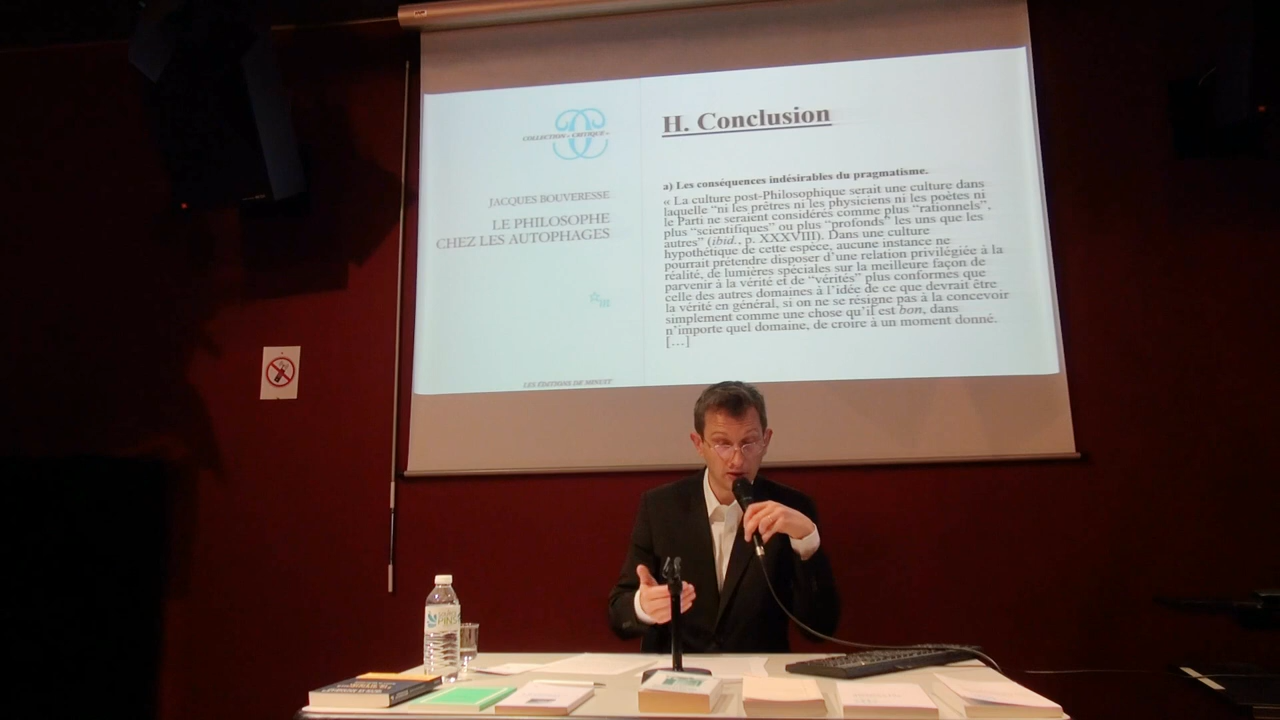 COLLECTION « CRITIQUE »
JACQUES BOUVERESSE
LE PHILOSOPHE
CHEZ LES AUTOPHAGES
LES ÉDITIONS DE MINUIT
H. Conclusion
a) Les conséquences indésirables du pragmatisme.
« La culture post-Philosophique serait une culture dans
laquelle “ni les prêtres ni les physiciens ni les poètes ni
le Parti ne seraient considérés comme plus “rationnels”,
plus “scientifiques” ou plus “profonds” les uns que les
autres” (ibid., p. XXXVIII). Dans une culture
hypothétique de cette espèce, aucune instance ne
pourrait prétendre disposer d’une relation privilégiée à la
réalité, de lumières spéciales sur la meilleure façon de
parvenir à la vérité et de “vérités” plus conformes que
celle des autres domaines à l’idée de ce que devrait être
la vérité en général, si on ne se résigne pas à la concevoir
simplement comme une chose qu’il est bon, dans
n’importe quel domaine, de croire à un moment donné.
[…]